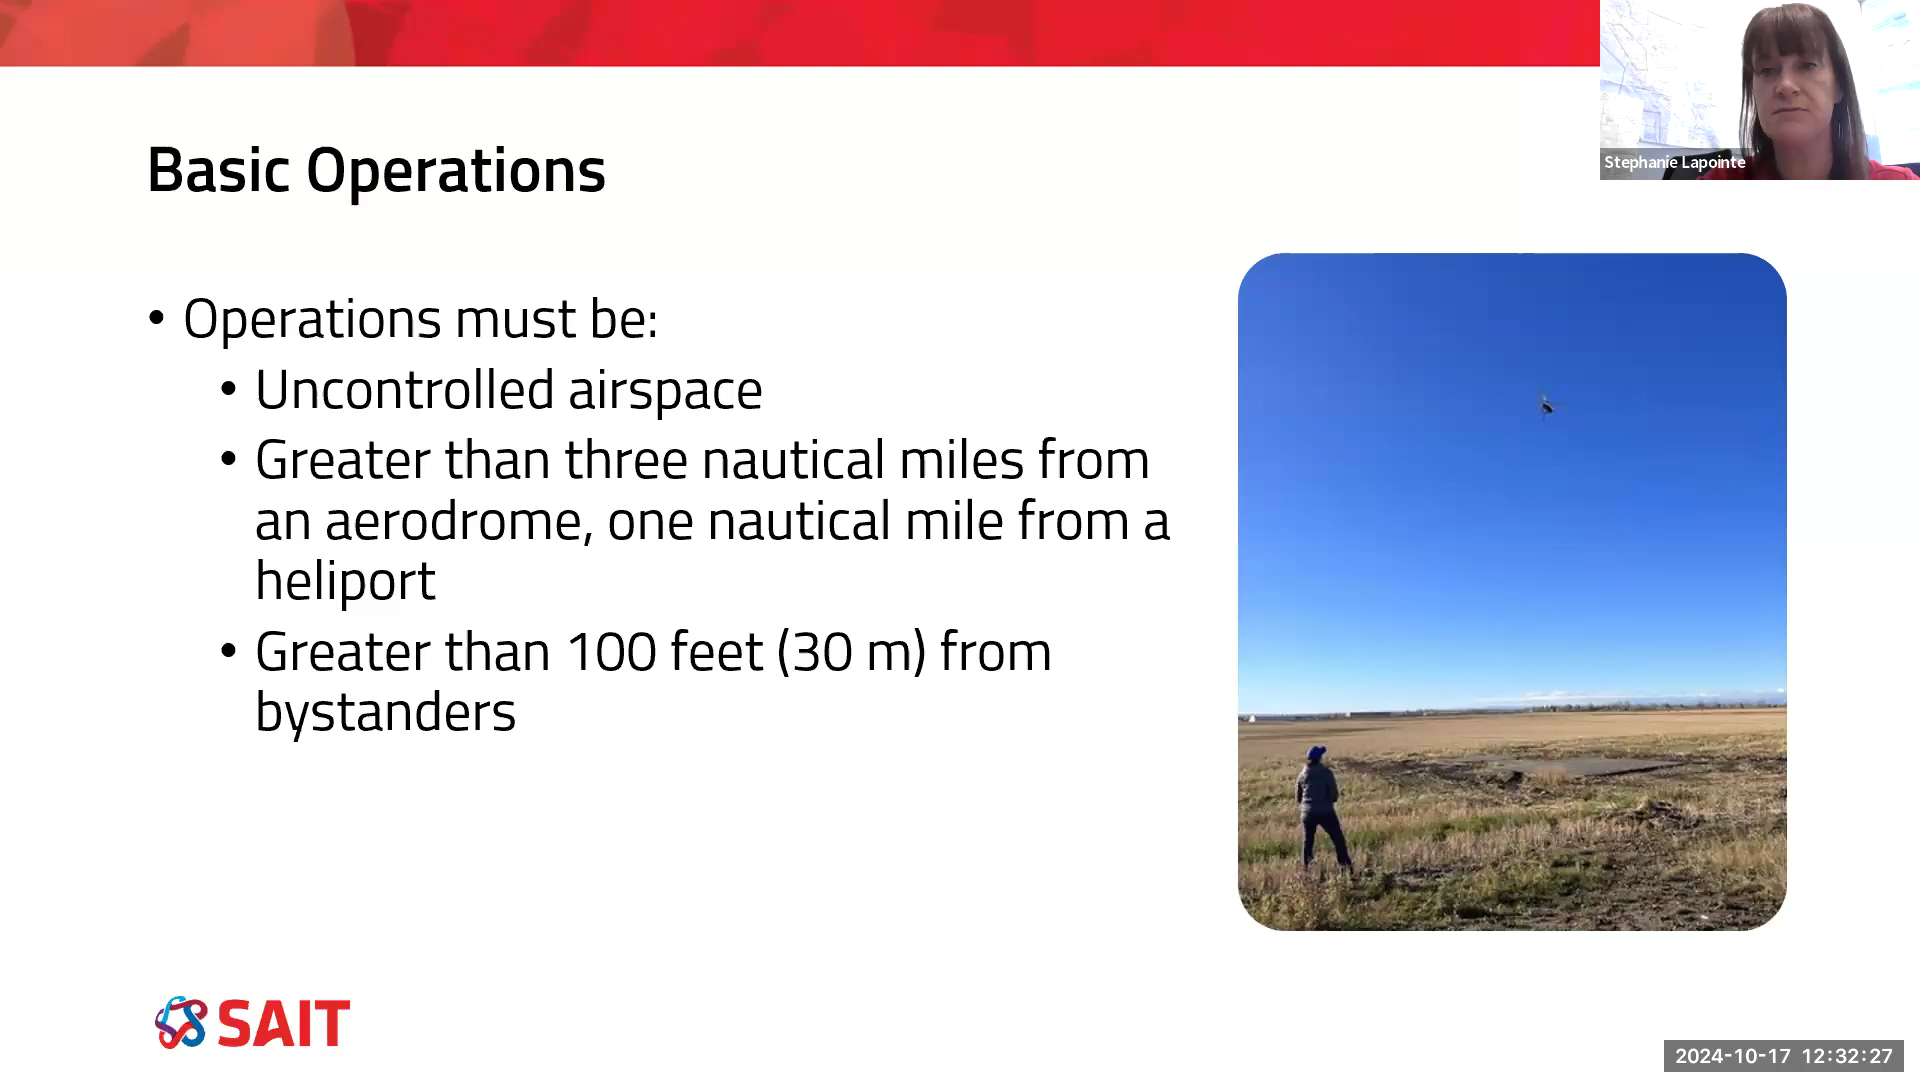 Stephanie Lapointe
Basic Operations
• Operations must be:
• Uncontrolled airspace
• Greater than three nautical miles from
an aerodrome, one nautical mile from a
heliport
• Greater than 100 feet (30 m) from
bystanders
SAIT
2024-10-17 12:32:27